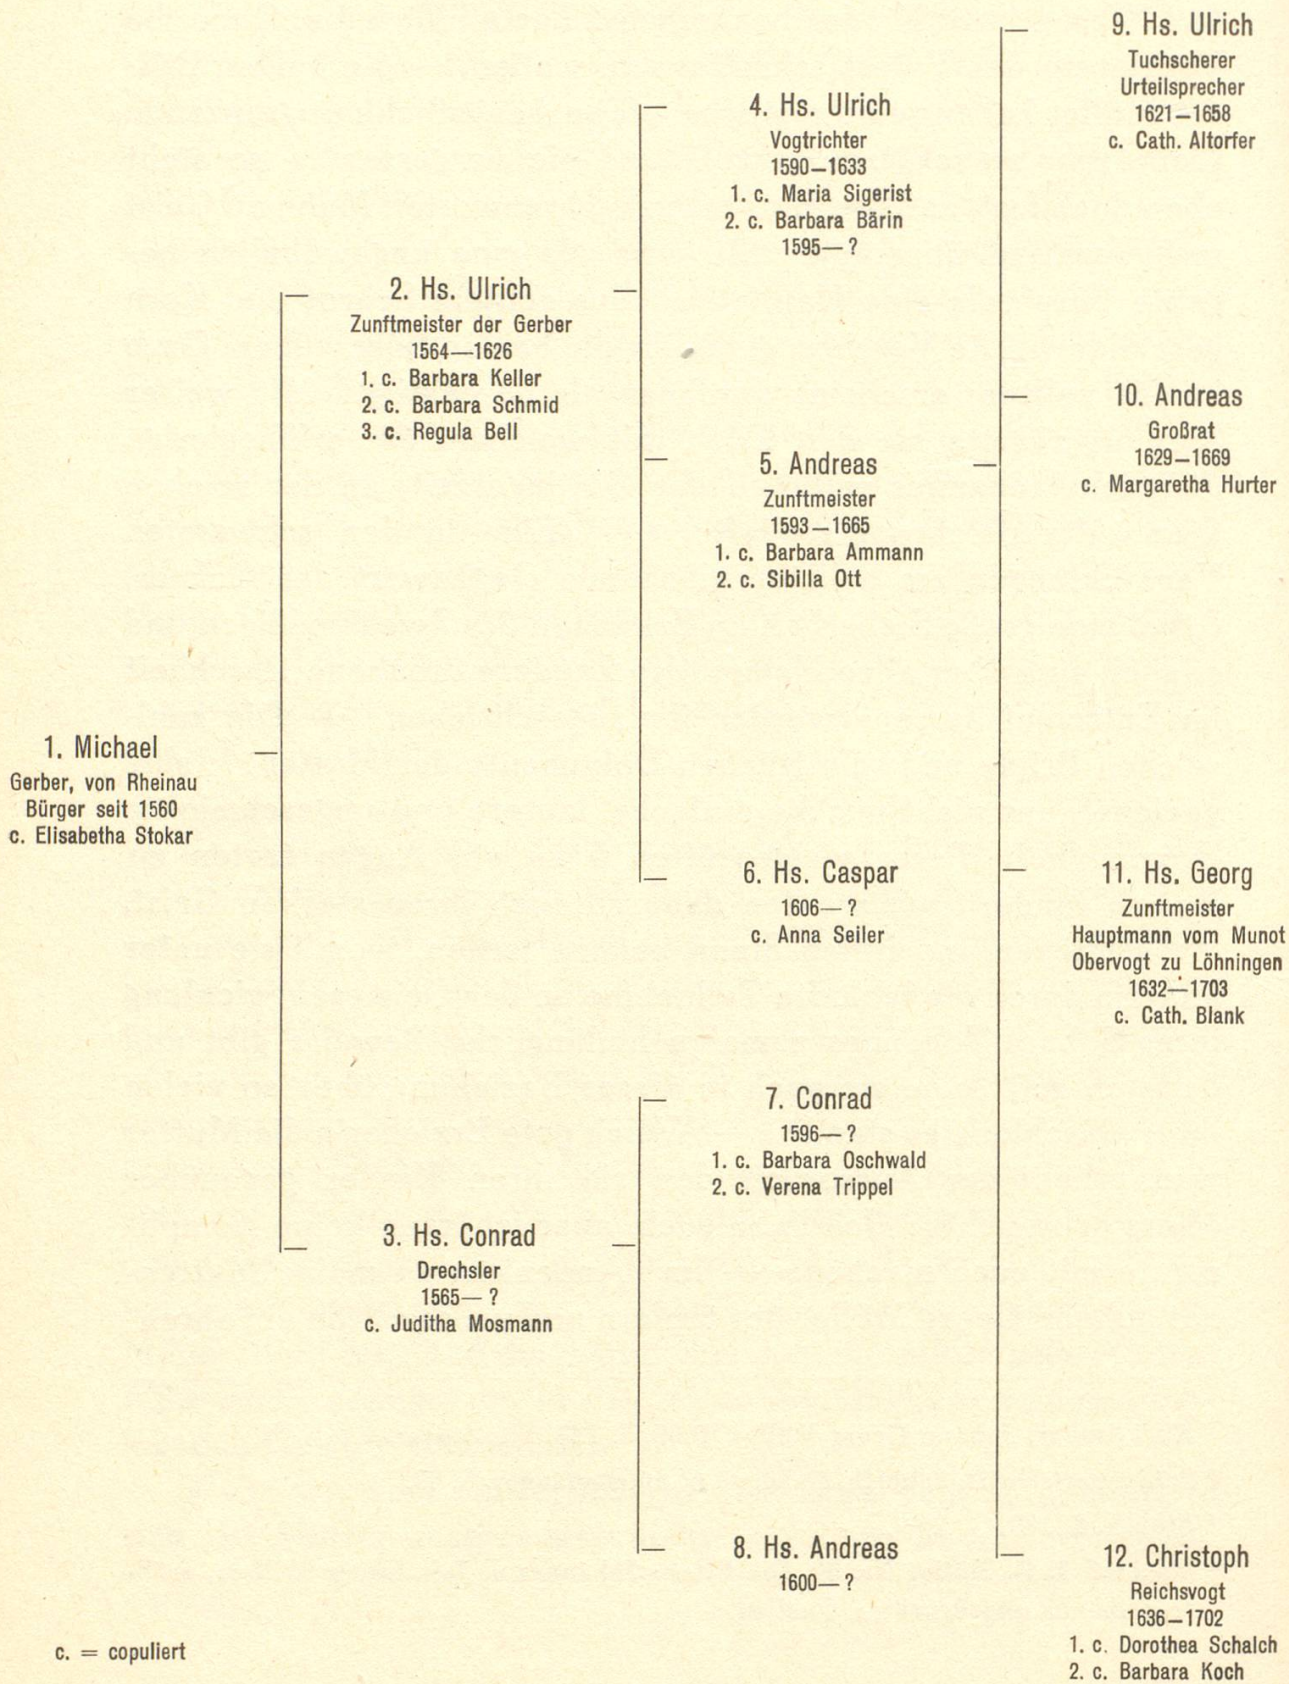 1. Michael
Gerber, von Rheinau
Bürger seit 1560
c. Elisabetha Stokar
2. Hs. Ulrich
Zunftmeister der Gerber
1564—1626
1. c. Barbara Keller
2. c. Barbara Schmid
3. c. Regula Bell
3. Hs. Conrad
Drechsler
1565— ?
c. Juditha Mosmann
4. Hs. Ulrich
Vogtrichter
1590—1633
1. c. Maria Sigerist
2. c. Barbara Bärin
1595— ?
5. Andreas
Zunftmeister
1593—1665
1. c. Barbara Ammann
2. c. Sibilla Ott
6. Hs. Caspar
1606— ?
c. Anna Seiler
7. Conrad
1596— ?
1. c. Barbara Oschwald
2. c. Verena Trippel
8. Hs. Andreas
1600— ?
9. Hs. Ulrich
Tuchscherer
Urteilsprecher
1621—1658
c. Cath. Altorfer
10. Andreas
Großrat
1629—1669
c. Margaretha Hurter
11. Hs. Georg
Zunftmeister
Hauptmann vom Munot
Obervogt zu Löhningen
1632—1703
c. Cath. Blank
12. Christoph
Reichsvogt
1636—1702
1. c. Dorothea Schalch
2. c. Barbara Koch
c. = copuliert